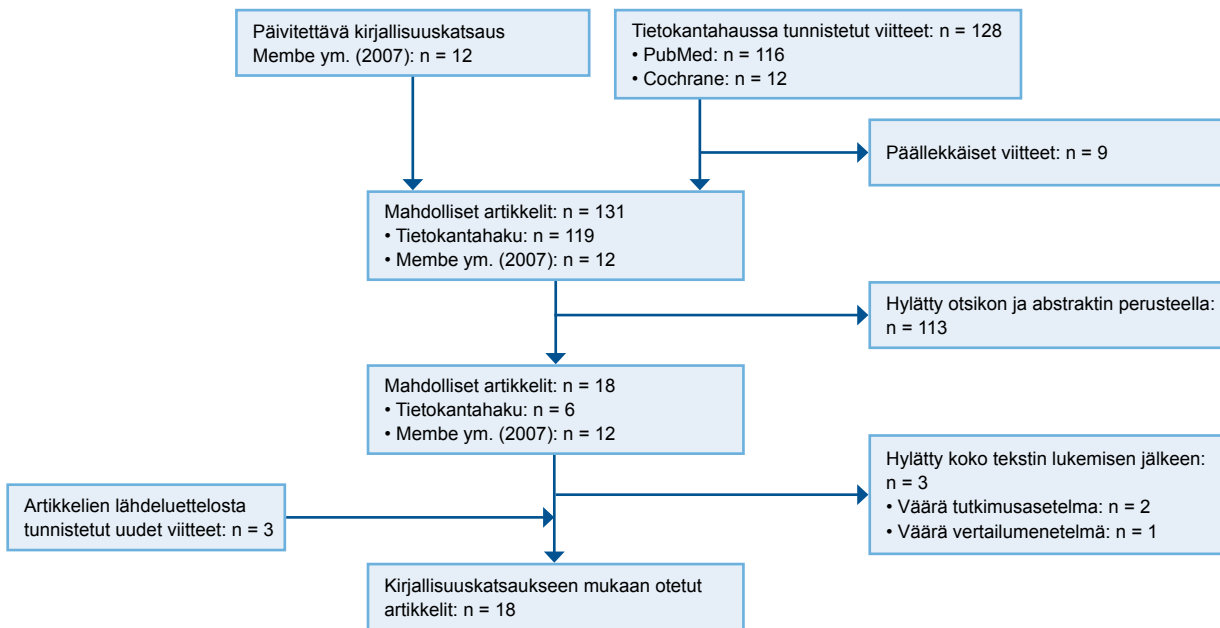 Päivitettävä kirjallisuuskatsaus
Membe ym. (2007): n = 12
Tietokantahaussa tunnistetut viitteet: n = 128
• PubMed: n = 116
• Cochrane: n = 12
Päällekkäiset viitteet: n = 9
Mahdolliset artikkelit: n = 131
• Tietokantahaku: n = 119
• Membe ym. (2007): n = 12
Hylätty otsikon ja abstraktin perusteella:
n = 113
Mahdolliset artikkelit: n = 18
• Tietokantahaku: n = 6
• Membe ym. (2007): n = 12
Hylätty koko tekstin lukemisen jälkeen:
n = 3
• Väärä tutkimusasetelma: n = 2
• Väärä vertailumenetelmä: n = 1
Artikkelien lähdeluettelosta
tunnistetut uudet viitteet: n = 3
Kirjallisuuskatsaukseen mukaan otetut
artikkelit: n = 18